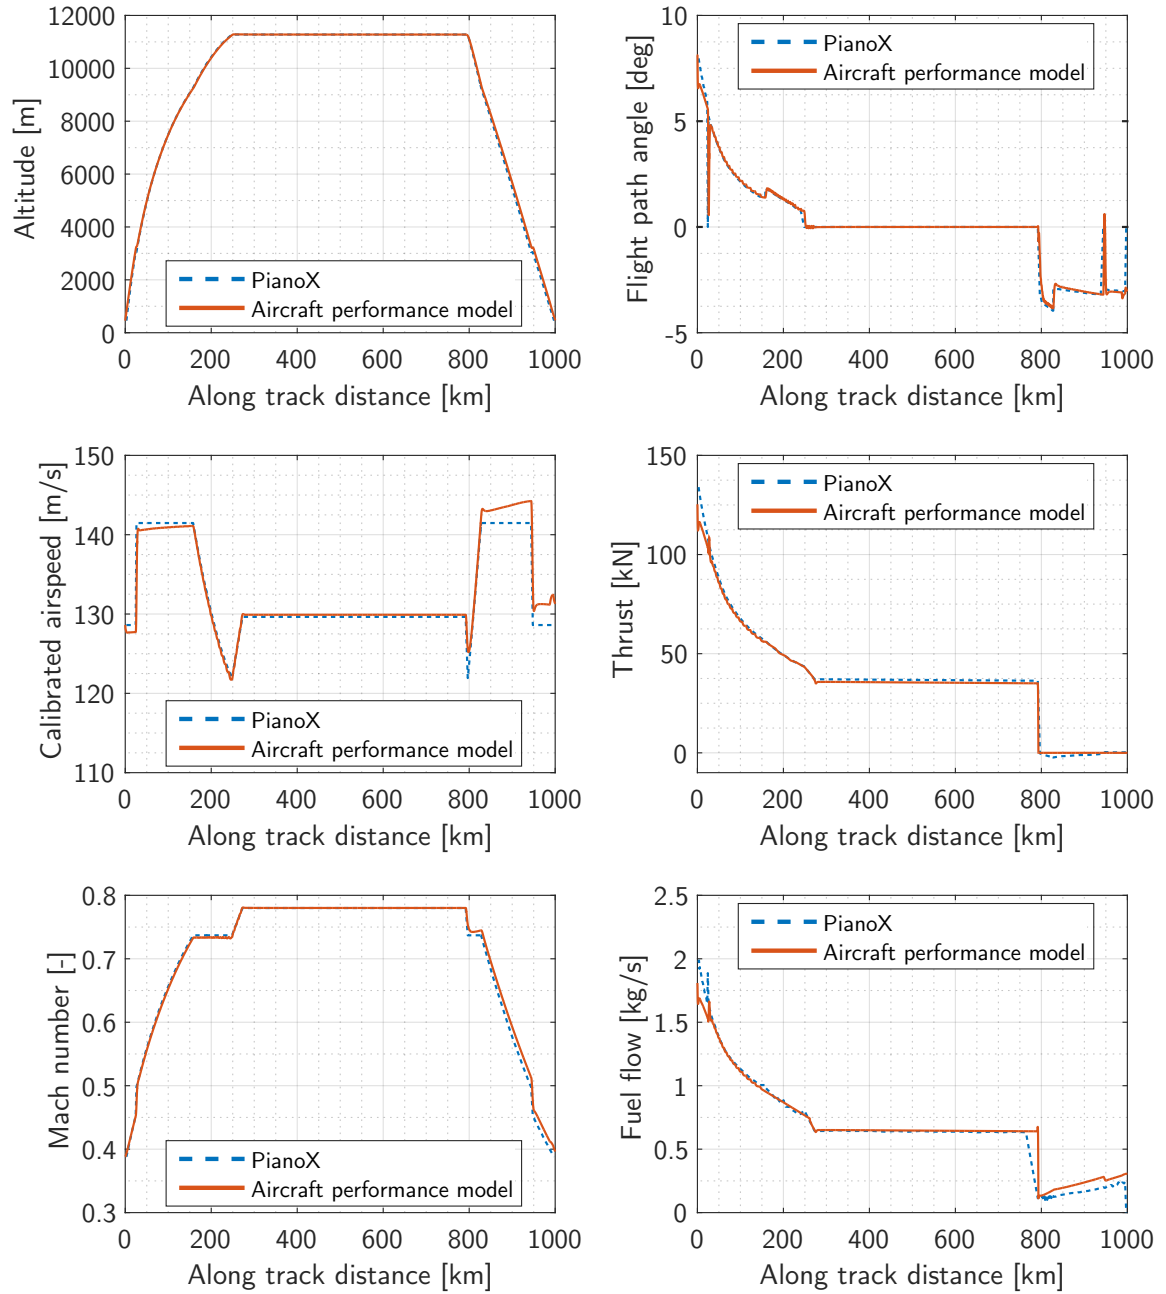 12000
10000
8000
6000
4000
2000
0
Altitude [m]
PianoX
Aircraft performance model
0 200 400 600 800 1000
Along track distance [km]
10
5
0
-5
Flight path angle [deg]
PianoX
Aircraft performance model
0 200 400 600 800 1000
Along track distance [km]
150
140
130
120
110
Calibrated airspeed [m/s]
PianoX
Aircraft performance model
0 200 400 600 800 1000
Along track distance [km]
150
100
50
0
Thrust [kN]
PianoX
Aircraft performance model
0 200 400 600 800 1000
Along track distance [km]
0.8
0.7
0.6
0.5
0.4
0.3
Mach number [-]
PianoX
Aircraft performance model
0 200 400 600 800 1000
Along track distance [km]
2.5
2
1.5
1
0.5
0
Fuel flow [kg/s]
PianoX
Aircraft performance model
0 200 400 600 800 1000
Along track distance [km]